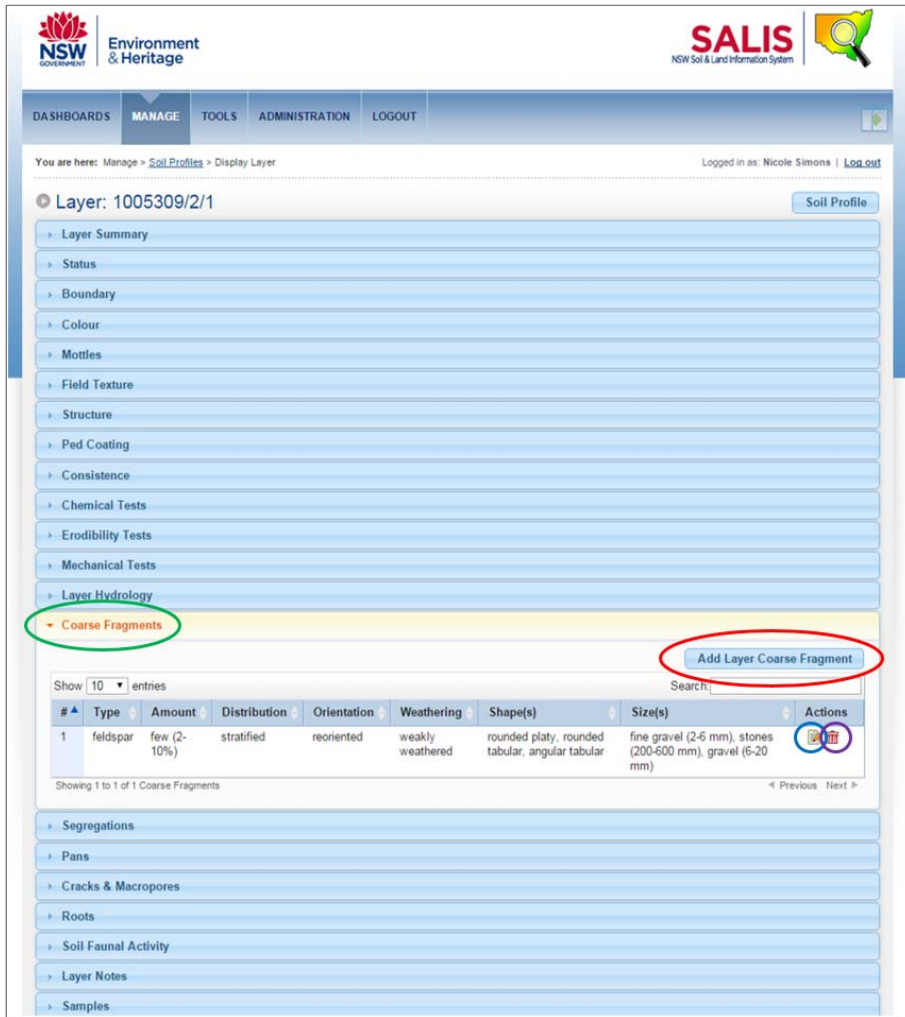 NSW
GOVERNMENT
Environment
& Heritage
SALIS
NSW Soil & Land Information System
DASHBOARDS MANAGE TOOLS ADMINISTRATION LOGOUT
You are here: Manage > Soil Profiles > Display Layer
Logged in as: Nicole Simons | Log out
Layer: 1005309/2/1
Soil Profile
Layer Summary
Status
Boundary
Colour
Mottles
Field Texture
Structure
Ped Coating
Consistence
Chemical Tests
Erodibility Tests
Mechanical Tests
Layer Hydrology
Coarse Fragments
Add Layer Coarse Fragment
Show 10 entries
Search:
# Type Amount Distribution Orientation Weathering Shape(s) Size(s) Actions
1 feldspar few (2- stratified reoriented weakly rounded platy, rounded fine gravel (2-6 mm), stones
10%) weathered tabular, angular tabular (200-600 mm), gravel (6-20
mm)
Showing 1 to 1 of 1 Coarse Fragments
Previous Next
Segregations
Pans
Cracks & Macropores
Roots
Soil Faunal Activity
Layer Notes
Samples